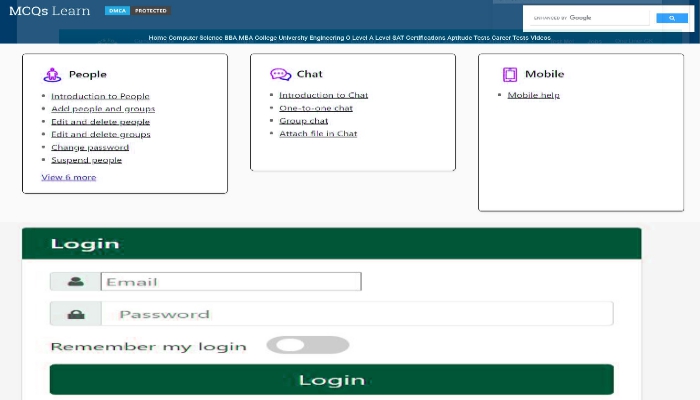 MCQs Learn DMCA PROTECTED
ENHANCED BY Google
Home Computer Science BBA MBA College University Engineering O Level A Level SAT Certifications Aptitude Tests Career Tests Videos
People
Introduction to People
Add people and groups
Edit and delete people
Edit and delete groups
Change password
Suspend people
View 6 more
Chat
Introduction to Chat
One-to-one chat
Group chat
Attach file in Chat
Mobile
Mobile help
Login
Email
Password
Remember my login
Login